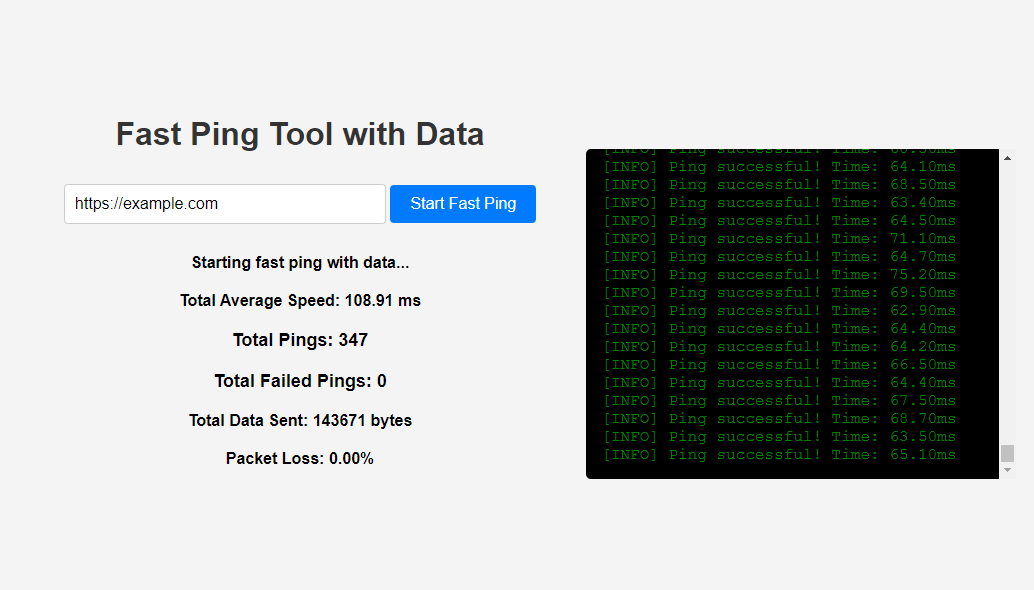 Fast Ping Tool with Data
https://example.com
Start Fast Ping
Starting fast ping with data...
Total Average Speed: 108.91 ms
Total Pings: 347
Total Failed Pings: 0
Total Data Sent: 143671 bytes
Packet Loss: 0.00%
[INFO] Ping successful! Time:
[INFO] Ping successful! Time: 64.10ms
[INFO] Ping successful! Time: 68.50ms
[INFO] Ping successful! Time: 63.40ms
[INFO] Ping successful! Time: 64.50ms
[INFO] Ping successful! Time: 71.10ms
[INFO] Ping successful! Time: 64.70ms
[INFO] Ping successful! Time: 75.20ms
[INFO] Ping successful! Time: 69.50ms
[INFO] Ping successful! Time: 62.90ms
[INFO] Ping successful! Time: 64.40ms
[INFO] Ping successful! Time: 64.20ms
[INFO] Ping successful! Time: 66.50ms
[INFO] Ping successful! Time: 64.40ms
[INFO] Ping successful! Time: 67.50ms
[INFO] Ping successful! Time: 68.70ms
[INFO] Ping successful! Time: 63.50ms
[INFO] Ping successful! Time: 65.10ms